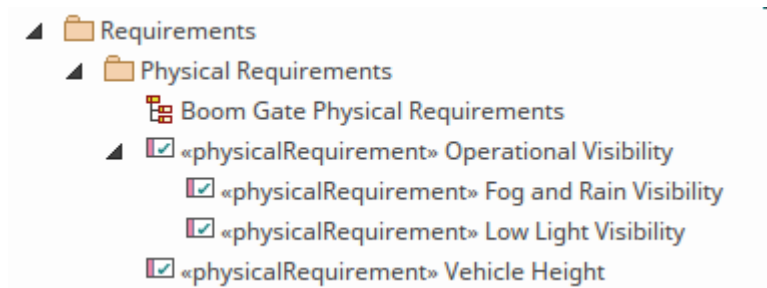 Requirements
Physical Requirements
Boom Gate Physical Requirements
«physicalRequirement» Operational Visibility
«physicalRequirement» Fog and Rain Visibility
«physicalRequirement» Low Light Visibility
«physicalRequirement» Vehicle Height